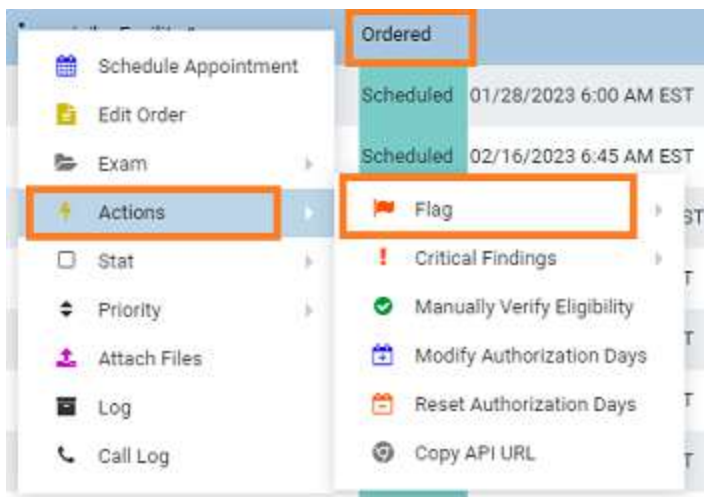 Ordered
Schedule Appointment
Scheduled 01/28/2023 6:00 AM EST
Edit Order
Exam
Scheduled 02/16/2023 6:45 AM EST
Actions
Flag
ST
Stat
Critical Findings
T
Priority
Manually Verify Eligibility
T
Attach Files
Modify Authorization Days
Log
Reset Authorization Days
T
Call Log
Copy API URL
T